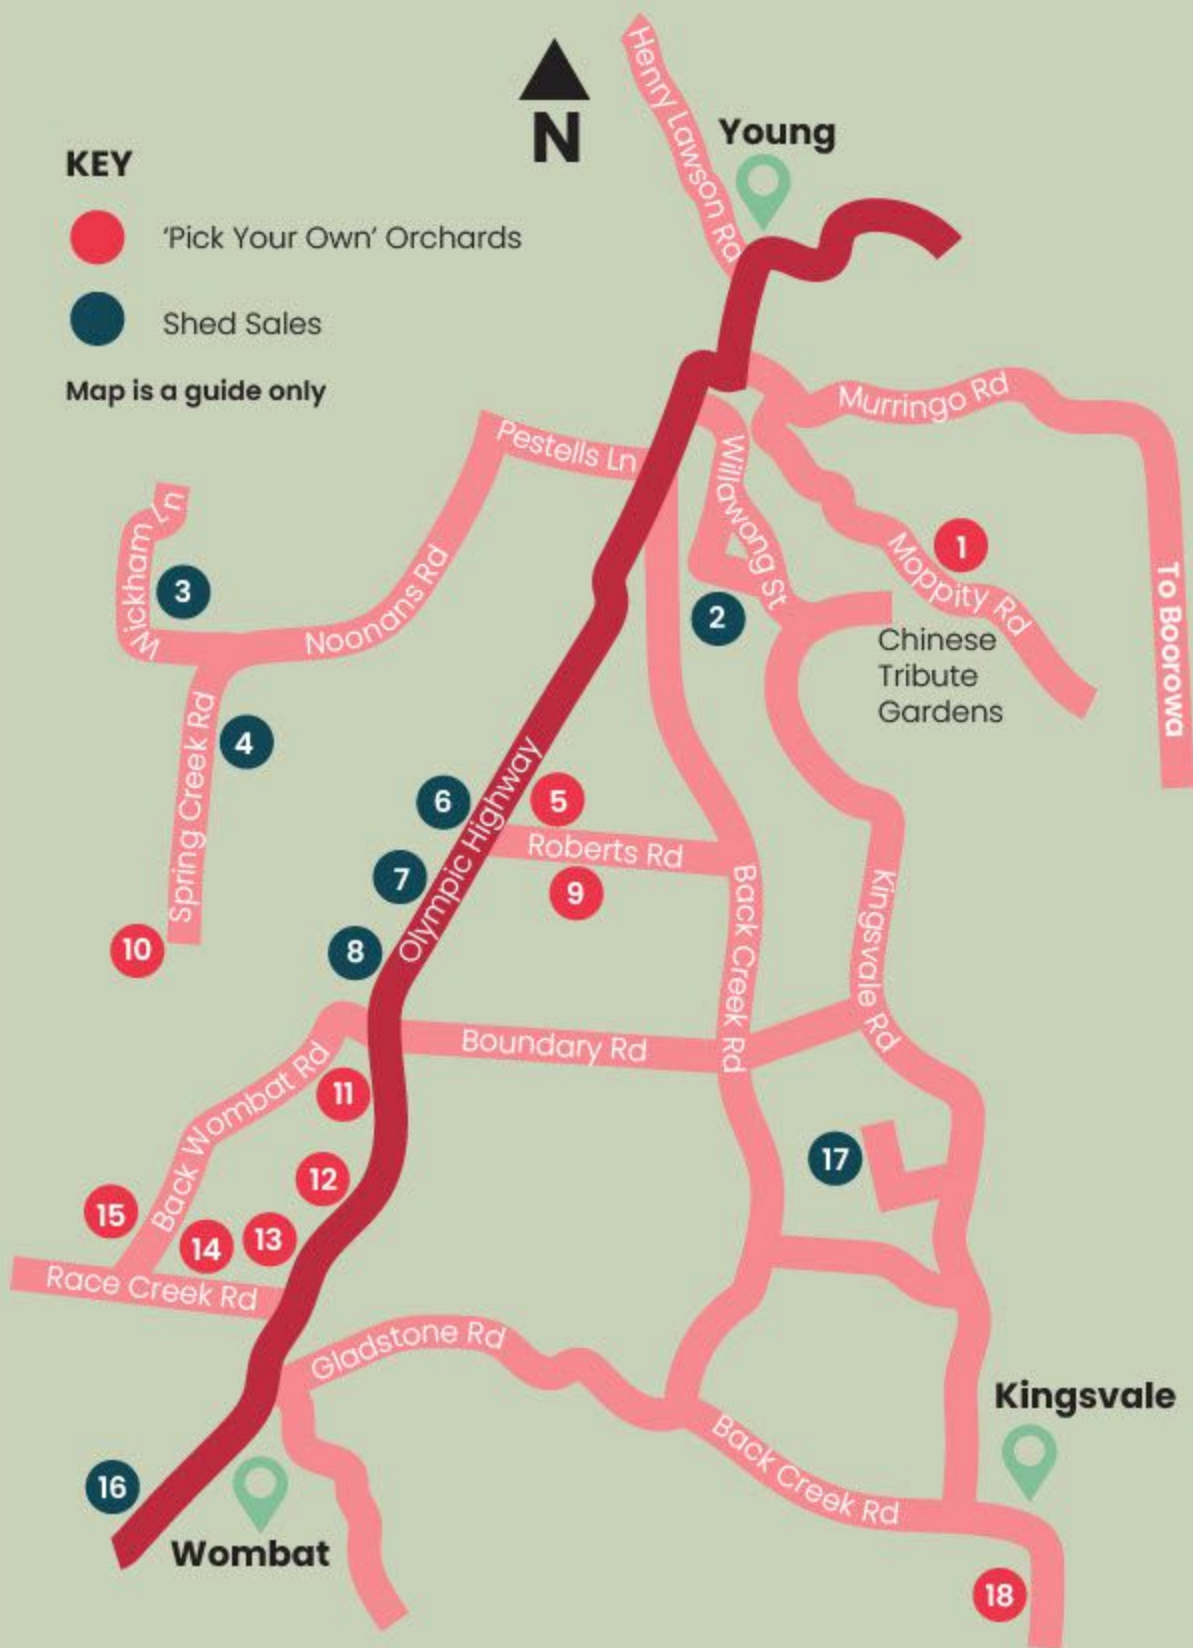 Henry Lawson Rd
N
Young
KEY
'Pick Your Own' Orchards
Shed Sales
Map is a guide only
Murringo Rd
Pestells Ln
Willawong St
Wickham Ln
1
Moppity Rd
3
Noonans Rd
2
To Boorowa
Chinese
Tribute
Gardens
Spring Creek Rd
4
6
5
Olympic Highway
Roberts Rd
7
9
Back Creek Rd
Kingsvale Rd
10
8
Boundary Rd
Back Wombat Rd
11
17
12
15
14
13
Race Creek Rd
Gladstone Rd
Kingsvale
Back Creek Rd
16
Wombat
18